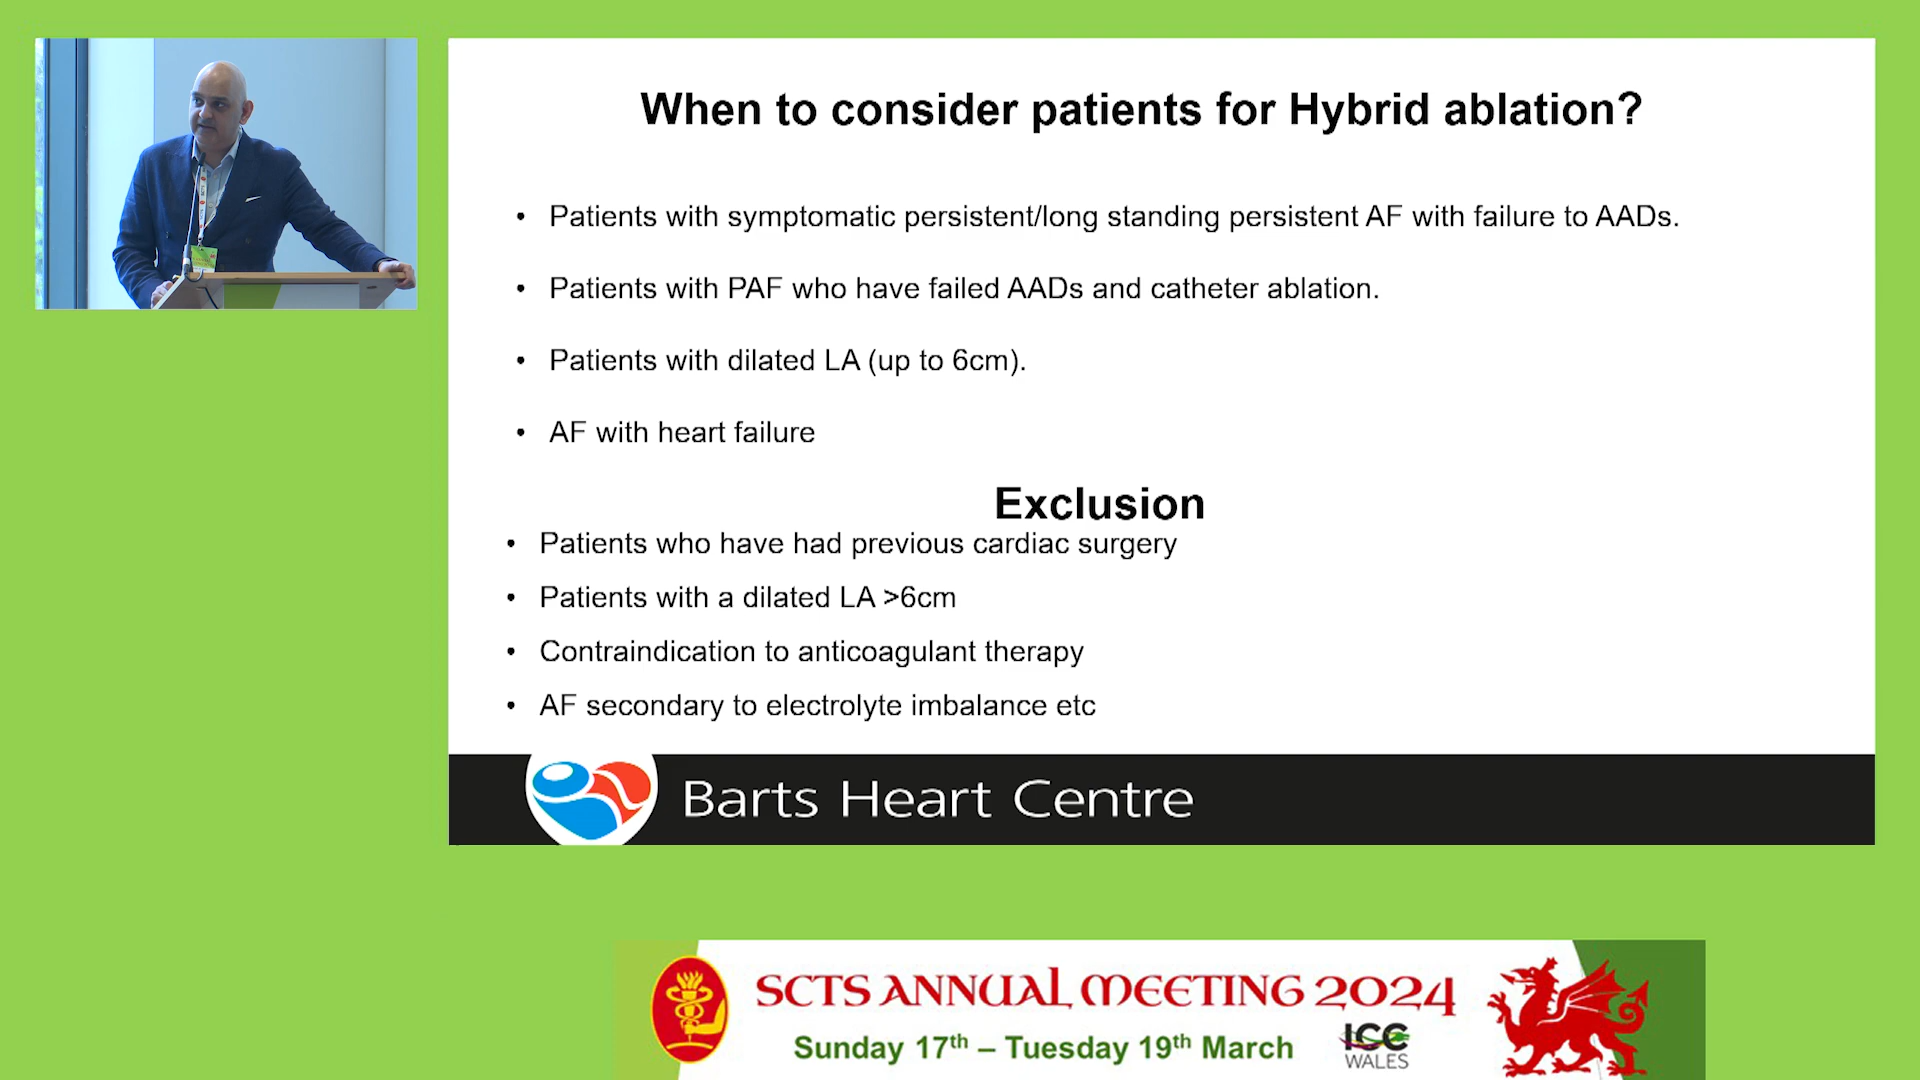 When to consider patients for Hybrid ablation?
• Patients with symptomatic persistent/long standing persistent AF with failure to AADs.
• Patients with PAF who have failed AADs and catheter ablation.
• Patients with dilated LA (up to 6cm).
• AF with heart failure
Exclusion
• Patients who have had previous cardiac surgery
• Patients with a dilated LA >6cm
• Contraindication to anticoagulant therapy
• AF secondary to electrolyte imbalance etc
Barts Heart Centre
SCTS ANNUAL MEETING 2024
Sunday 17th – Tuesday 19th March
ICC
WALES